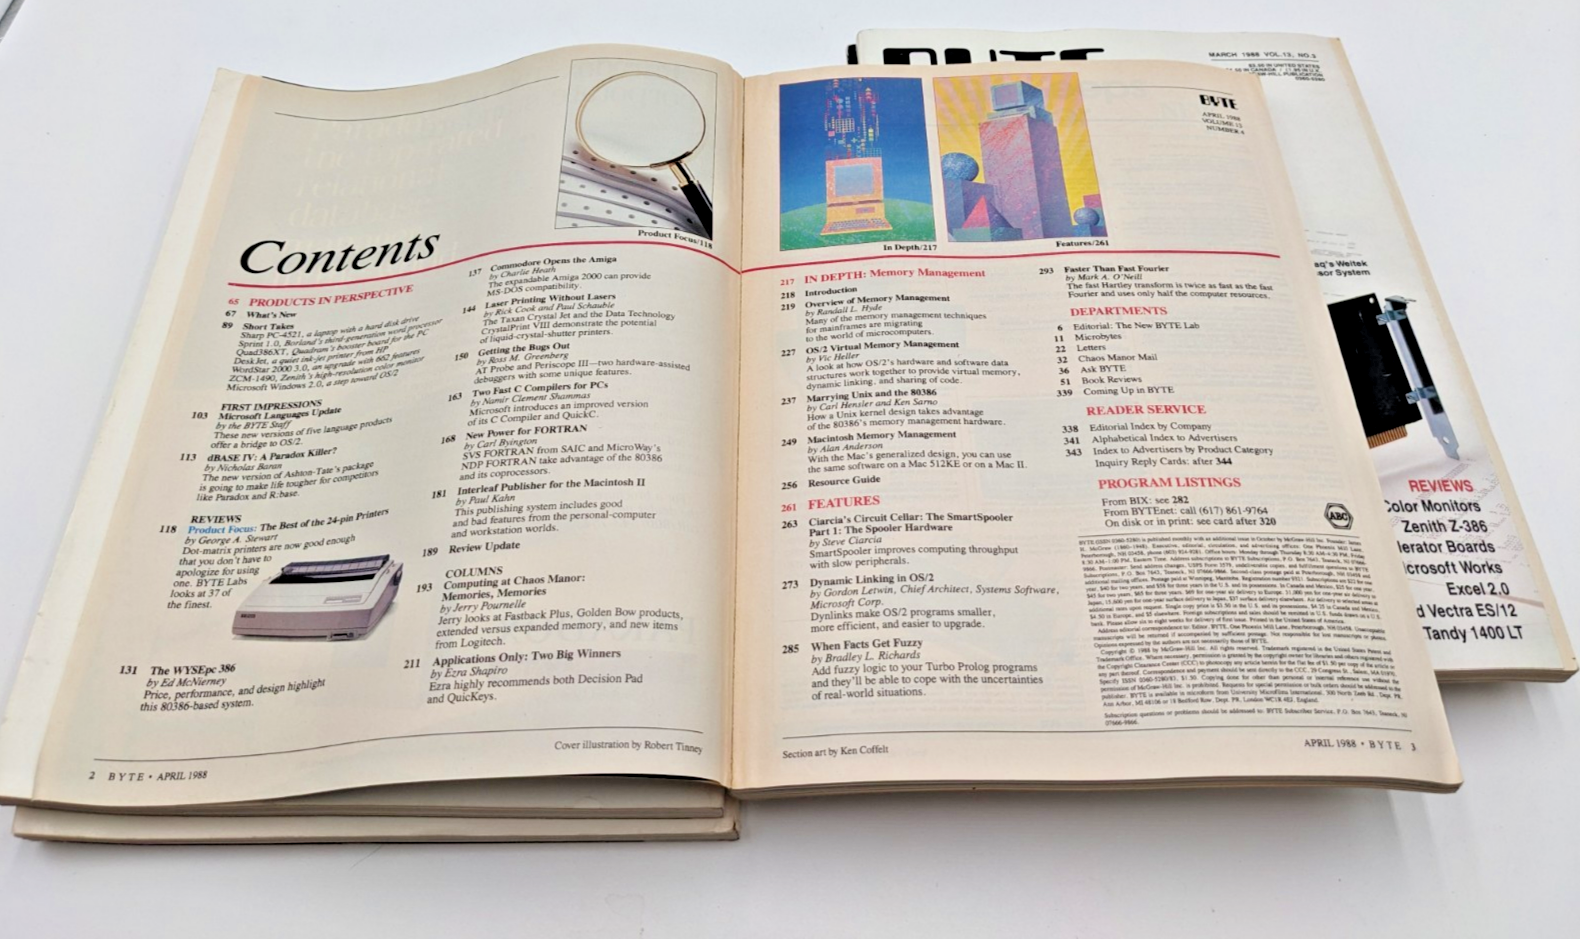 Product Focus/118
Contents
65 PRODUCTS IN PERSPECTIVE
67 What's New
89 Short Takes
Sharp PC-4521, a laptop with a hard disk drive
Sprint 1.0, Borland's third-generation word processor
Quad386XT, Quadram's booster board for the PC
DeskJet, a quiet ink-jet printer from HP
WordStar 2000 3.0, an upgrade with 662 features
ZCM-1490, Zenith's high-resolution color monitor
Microsoft Windows 2.0, a step toward OS/2
FIRST IMPRESSIONS
103 Microsoft Languages Update
by the BYTE Staff
These new versions of five language products
offer a bridge to OS/2.
113 dBASE IV: A Paradox Killer?
by Nicholas Baran
The new version of Ashton-Tate's package
is going to make life tougher for competitors
like Paradox and R:base.
REVIEWS
118 Product Focus: The Best of the 24-pin Printers
by George A. Stewart
Dot-matrix printers are now good enough
that you don't have to
apologize for using
one. BYTE Labs
looks at 37 of
the finest.
131 The WYSEpc 386
by Ed McNierney
Price, performance, and design highlight
this 80386-based system.
137 Commodore Opens the Amiga
by Charlie Heath
The expandable Amiga 2000 can provide
MS-DOS compatibility.
144 Laser Printing Without Lasers
by Rick Cook and Paul Schauble
The Taxan Crystal Jet and the Data Technology
CrystalPrint VIII demonstrate the potential
of liquid-crystal-shutter printers.
150 Getting the Bugs Out
by Ross M. Greenberg
AT Probe and Periscope III—two hardware-assisted
debuggers with some unique features.
163 Two Fast C Compilers for PCs
by Namir Clement Shammas
Microsoft introduces an improved version
of its C Compiler and QuickC.
168 New Power for FORTRAN
by Carl Byington
SVS FORTRAN from SAIC and MicroWay's
NDP FORTRAN take advantage of the 80386
and its coprocessors.
181 Interleaf Publisher for the Macintosh II
by Paul Kahn
This publishing system includes good
and bad features from the personal-computer
and workstation worlds.
189 Review Update
COLUMNS
193 Computing at Chaos Manor:
Memories, Memories
by Jerry Pournelle
Jerry looks at Fastback Plus, Golden Bow products,
extended versus expanded memory, and new items
from Logitech.
211 Applications Only: Two Big Winners
by Ezra Shapiro
Ezra highly recommends both Decision Pad
and QuicKeys.
Cover illustration by Robert Tinney
2 BYTE • APRIL 1988
In Depth/217
Features/261
BYTE
APRIL 1988
VOLUME 13
NUMBER 4
217 IN DEPTH: Memory Management
218 Introduction
219 Overview of Memory Management
by Randall L. Hyde
Many of the memory management techniques
for mainframes are migrating
to the world of microcomputers.
227 OS/2 Virtual Memory Management
by Vic Heller
A look at how OS/2's hardware and software data
structures work together to provide virtual memory,
dynamic linking, and sharing of code.
237 Marrying Unix and the 80386
by Carl Hensler and Ken Sarno
How a Unix kernel design takes advantage
of the 80386's memory management hardware.
249 Macintosh Memory Management
by Alan Anderson
With the Mac's generalized design, you can use
the same software on a Mac 512KE or on a Mac II.
256 Resource Guide
261 FEATURES
263 Ciarcia's Circuit Cellar: The SmartSpooler
Part 1: The Spooler Hardware
by Steve Ciarcia
SmartSpooler improves computing throughput
with slow peripherals.
273 Dynamic Linking in OS/2
by Gordon Letwin, Chief Architect, Systems Software,
Microsoft Corp.
Dynlinks make OS/2 programs smaller,
more efficient, and easier to upgrade.
285 When Facts Get Fuzzy
by Bradley L. Richards
Add fuzzy logic to your Turbo Prolog programs
and they'll be able to cope with the uncertainties
of real-world situations.
293 Faster Than Fast Fourier
by Mark A. O'Neill
The fast Hartley transform is twice as fast as the fast
Fourier and uses only half the computer resources.
DEPARTMENTS
6 Editorial: The New BYTE Lab
11 Microbytes
22 Letters
32 Chaos Manor Mail
36 Ask BYTE
51 Book Reviews
339 Coming Up in BYTE
READER SERVICE
338 Editorial Index by Company
341 Alphabetical Index to Advertisers
343 Index to Advertisers by Product Category
Inquiry Reply Cards: after 344
PROGRAM LISTINGS
From BIX: see 282
From BYTEnet: call (617) 861-9764
On disk or in print: see card after 320
ABC
Subscription questions or problems should be addressed to: BYTE Subscriber Service, P.O. Box 7643, Teaneck, NJ
07666-9866.
Section art by Ken Coffelt
APRIL 1988 • BYTE 3
BYTE
MARCH 1988 VOL.13, NO.3
REVIEWS
Color Monitors
Zenith Z-386
lerator Boards
icrosoft Works
Excel 2.0
d Vectra ES/12
Tandy 1400 LT